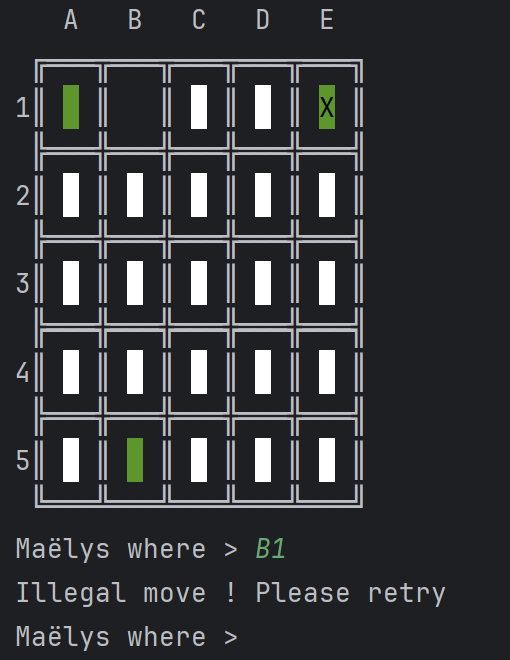 A B C D E
1 X
2
3
4
5
Maëlys where > B1
Illegal move ! Please retry
Maëlys where >